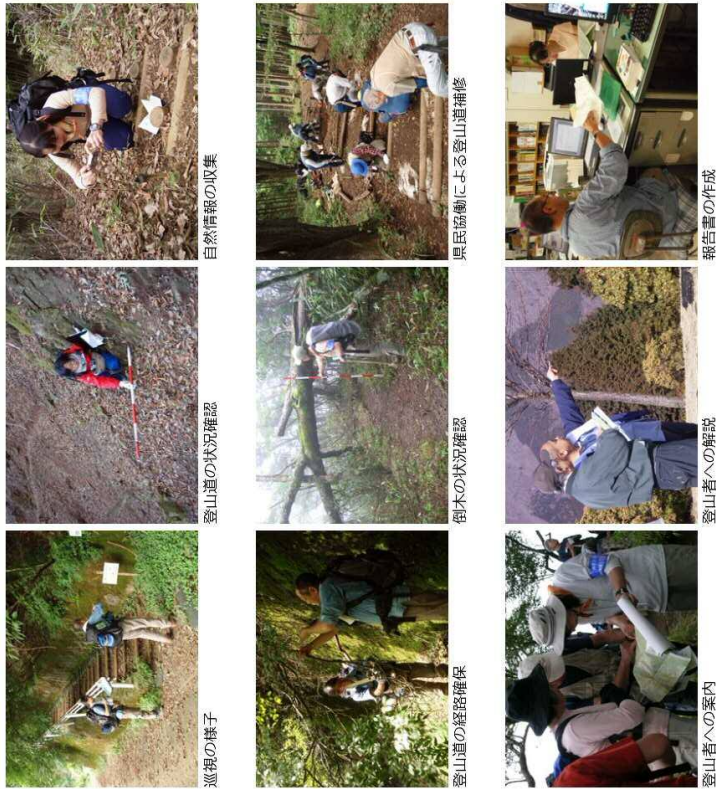 巡視の様子
登山道の状況確認
自然情報の収集
登山道の経路確保
倒木の状況確認
県民協働による登山道補修
登山者への案内
登山者への解説
報告書の作成